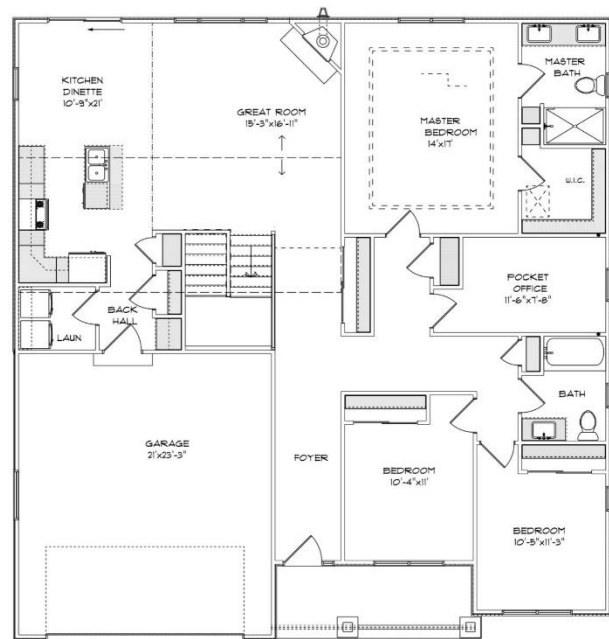 KITCHEN
DINETTE
10'-9"x21'
GREAT ROOM
15'-3"x16'-11"
MASTER
BEDROOM
14'x17'
MASTER
BATH
W.I.C.
POCKET
OFFICE
11'-6"x7'-8"
BACK
HALL
LAUN
BATH
GARAGE
21'x23'-3"
FOYER
BEDROOM
10'-4"x11'
BEDROOM
10'-5"x11'-3"